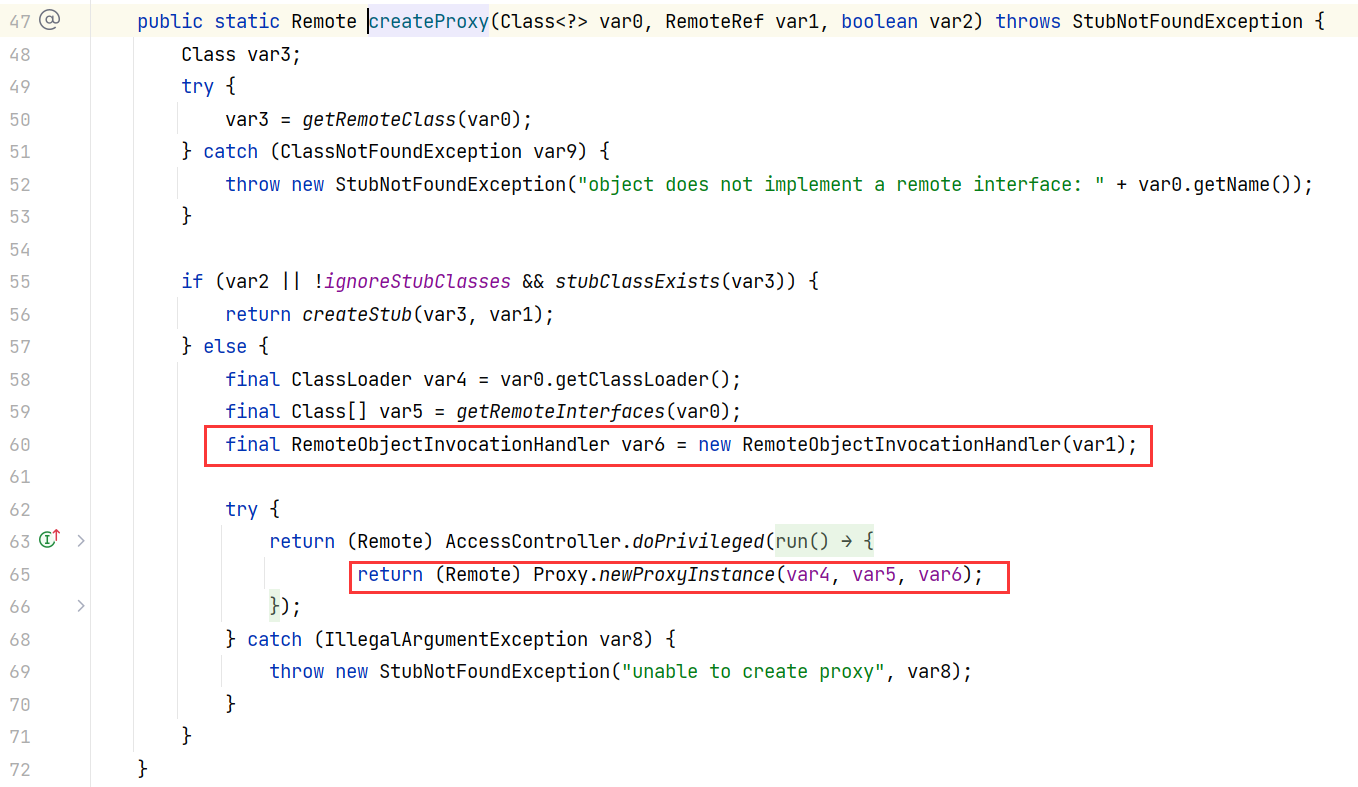 47 @ public static Remote createProxy(Class<?> var0, RemoteRef var1, boolean var2) throws StubNotFoundException {
48 Class var3;
49 try {
50 var3 = getRemoteClass(var0);
51 } catch (ClassNotFoundException var9) {
52 throw new StubNotFoundException("object does not implement a remote interface: " + var0.getName());
53 }
54
55 if (var2 || !ignoreStubClasses && stubClassExists(var3)) {
56 return createStub(var3, var1);
57 } else {
58 final ClassLoader var4 = var0.getClassLoader();
59 final Class[] var5 = getRemoteInterfaces(var0);
60 final RemoteObjectInvocationHandler var6 = new RemoteObjectInvocationHandler(var1);
61
62 try {
63 return (Remote) AccessController.doPrivileged(run() → {
65 return (Remote) Proxy.newProxyInstance(var4, var5, var6);
66 });
68 } catch (IllegalArgumentException var8) {
69 throw new StubNotFoundException("unable to create proxy", var8);
70 }
71 }
72 }